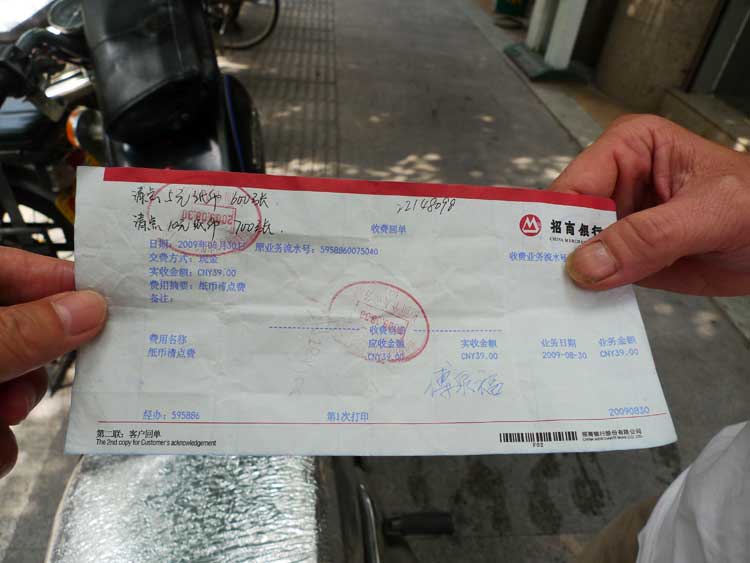 清点5元纸币 600张
清点10元纸币 700张
22148098
收费回单
招商银行
日期：2009年08月30日 原业务流水号：5958860075040
收费业务流水号
交费方式：现金
实收金额：CNY39.00
费用摘要：纸币清点费
备注：
收费明细
费用名称 应收金额 实收金额 业务日期 业务金额
纸币清点费 CNY39.00 CNY39.00 2009-08-30 CNY39.00
经办：595886 第1次打印 20090830
第二联：客户回单
The 2nd copy for Customer's acknowledgement
F02
招商银行股份有限公司